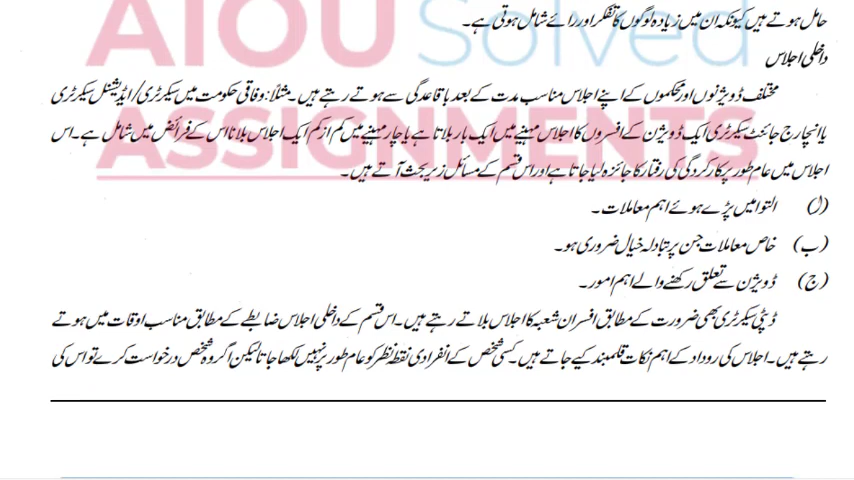 AIOU Solved
ASSIGNMENTS
حامل ہوتے ہیں کیونکہ ان میں زیادہ لوگوں کا تفکر اور رائے شامل ہوتی ہے۔
داخلی اجلاس
مختلف ڈویژنوں اور محکموں کے اپنے اجلاس مناسب مدت کے بعد باقاعدگی سے ہوتے رہتے ہیں۔ مثلاً: وفاقی حکومت میں سیکرٹری/ایڈیشنل سیکرٹری
یا انچارج جائنٹ سیکرٹری ایک ڈویژن کے افسروں کا اجلاس مہینے میں ایک بار بلاتا ہے یا چار مہینے میں کم از کم ایک اجلاس بلانا اس کے فرائض میں شامل ہے۔ اس
اجلاس میں عام طور پر کارکردگی کی رفتار کا جائزہ لیا جاتا ہے اور اس قسم کے مسائل زیر بحث آتے ہیں۔
(ا) التوا میں پڑے ہوئے اہم معاملات۔
(ب) خاص معاملات جن پر تبادلہ خیال ضروری ہو۔
(ج) ڈویژن سے تعلق رکھنے والے اہم امور۔
ڈپٹی سیکرٹری بھی ضرورت کے مطابق افسران شعبہ کا اجلاس بلاتے رہتے ہیں۔ اس قسم کے داخلی اجلاس ضابطے کے مطابق مناسب اوقات میں ہوتے
رہتے ہیں۔ اجلاس کی روداد کے اہم نکات قلمبند کیے جاتے ہیں۔ کسی شخص کے انفرادی نقطہ نظر کو عام طور پر نہیں لکھا جاتا لیکن اگر وہ شخص درخواست کرے تو اس کی